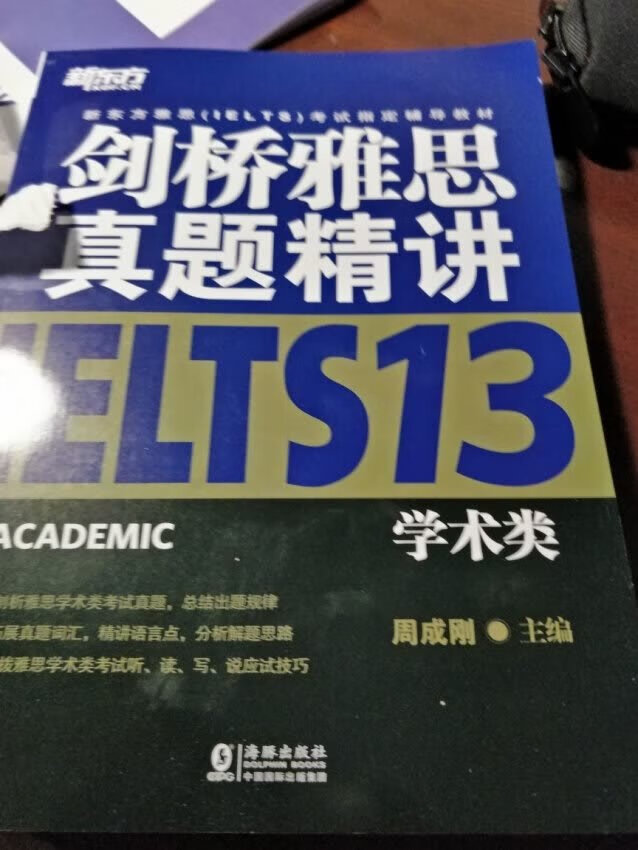 新东方
新东方雅思(IELTS)考试指定辅导教材
剑桥雅思
真题精讲
IELTS13
ACADEMIC
学术类
剖析雅思学术类考试真题，总结出题规律
展真题词汇，精讲语言点，分析解题思路
雅思学术类考试听、读、写、说应试技巧
周成刚 ● 主编
海豚出版社
DOLPHIN BOOKS
CIPG
中国国际出版集团